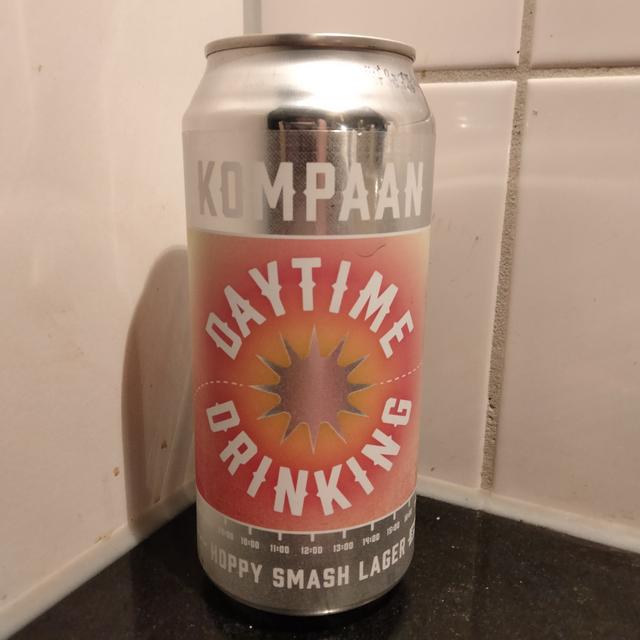 KOMPAAN
DAYTIME
DRINKING
10:00 11:00 12:00 13:00 14:00 15:00
HOPPY SMASH LAGER